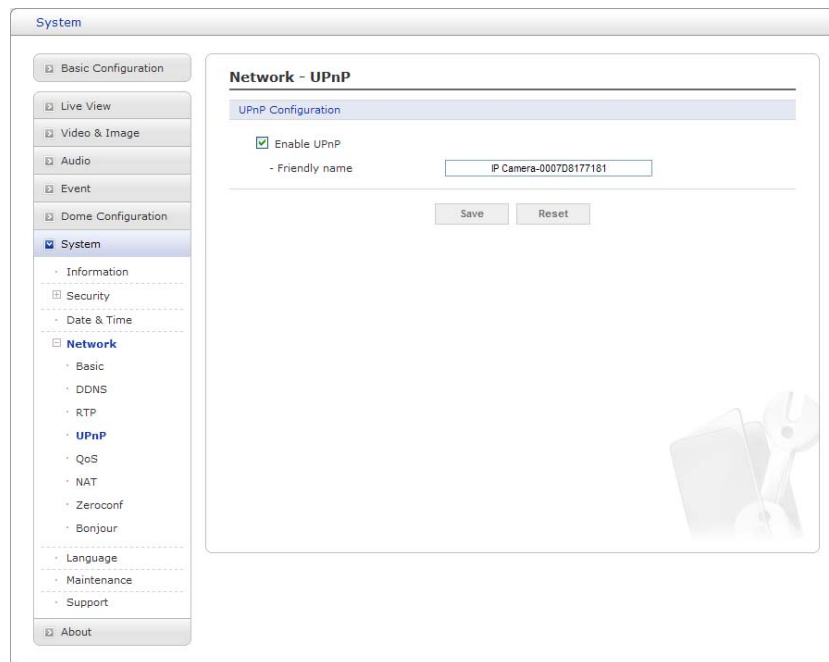 System
Basic Configuration
Live View
Video & Image
Audio
Event
Dome Configuration
System
· Information
Security
· Date & Time
Network
· Basic
· DDNS
· RTP
· UPnP
· QoS
· NAT
· Zeroconf
· Bonjour
· Language
· Maintenance
· Support
About
Network - UPnP
UPnP Configuration
Enable UPnP
- Friendly name IP Camera-0007D8177181
Save Reset